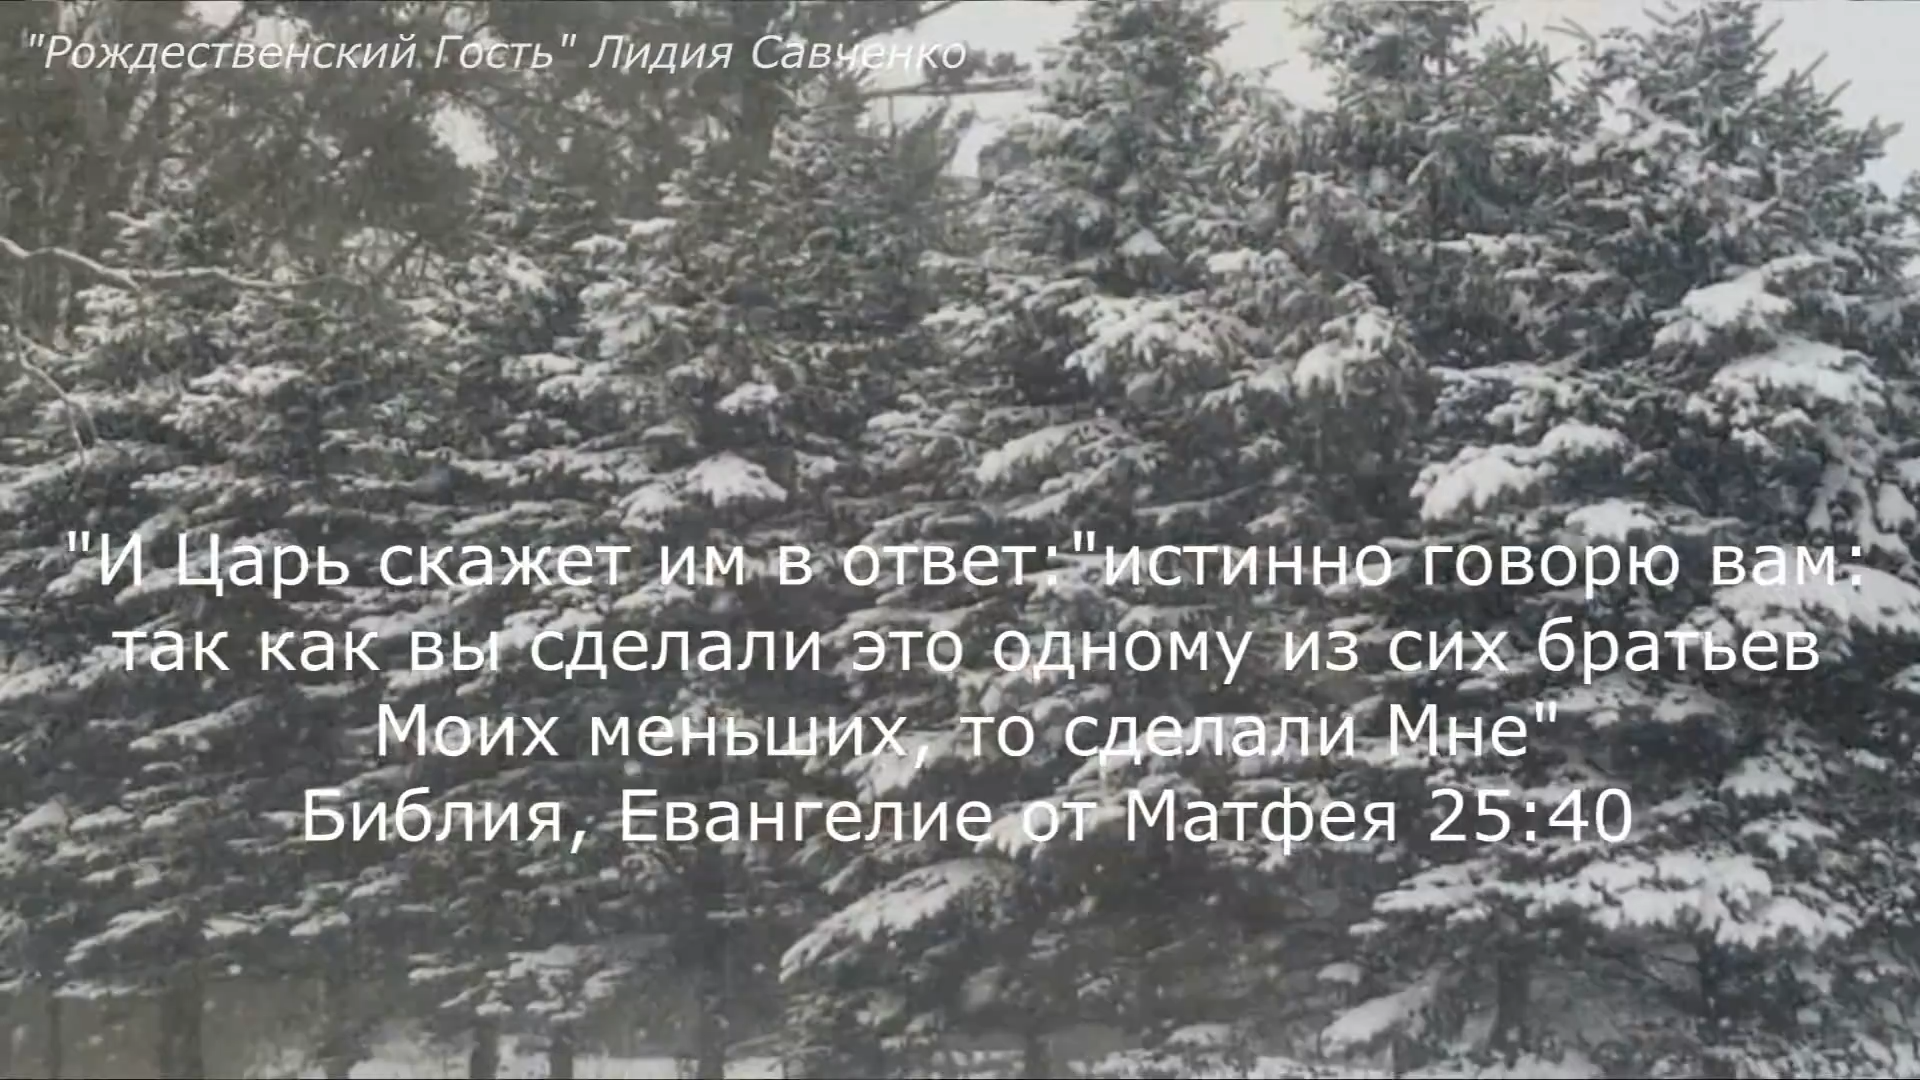 "Рождественский Гость" Лидия Савченко
"И Царь скажет им в ответ:"истинно говорю вам:
так как вы сделали это одному из сих братьев
Моих меньших, то сделали Мне"
Библия, Евангелие от Матфея 25:40